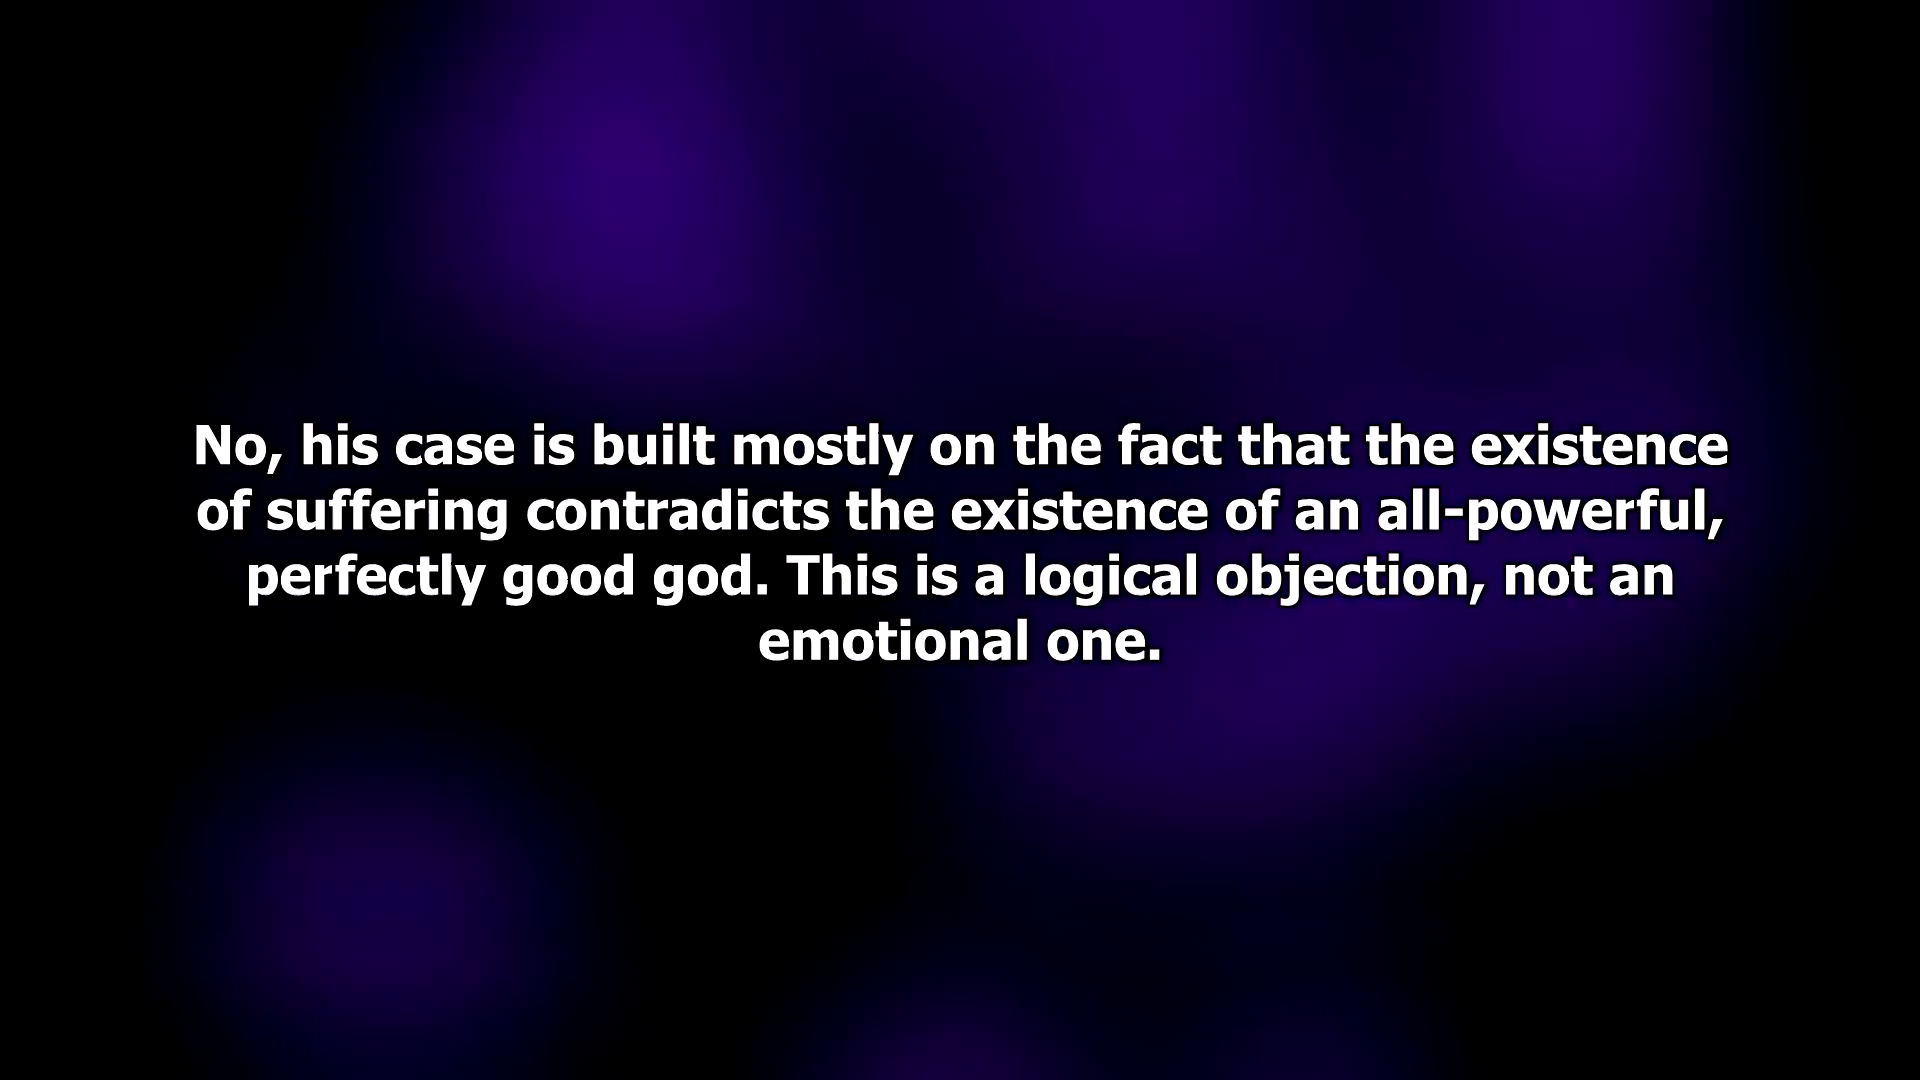 No, his case is built mostly on the fact that the existence
of suffering contradicts the existence of an all-powerful,
perfectly good god. This is a logical objection, not an
emotional one.